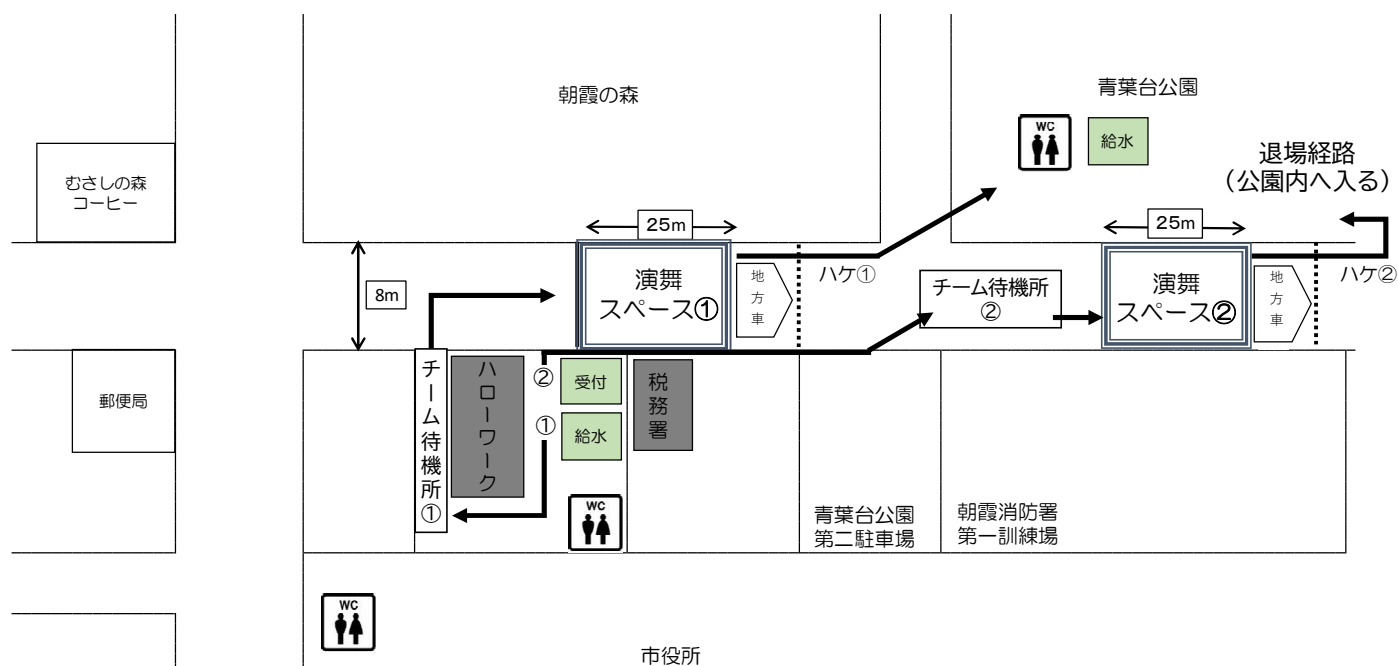 朝霞の森
青葉台公園
WC
給水
退場経路
(公園内へ入る)
むさしの森
コーヒー
25m
25m
8m
演舞
スペース①
地方車
ハケ①
チーム待機所
②
演舞
スペース②
地方車
ハケ②
郵便局
チーム待機所①
ハローワーク
②
受付
税務署
①
給水
WC
青葉台公園
第二駐車場
朝霞消防署
第一訓練場
WC
市役所